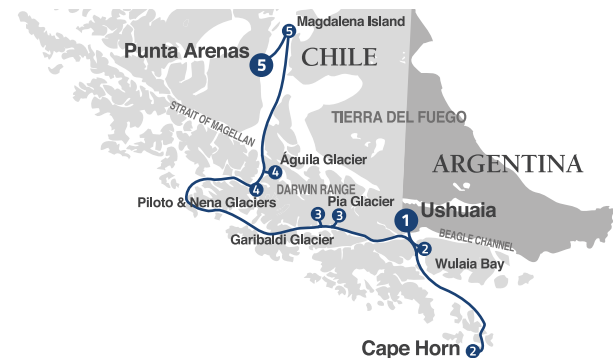 Magdalena Island
5
Punta Arenas
5
CHILE
STRAIT OF MAGELLAN
TIERRA DEL FUEGO
Águila Glacier
4
ARGENTINA
DARWIN RANGE
4
Piloto & Nena Glaciers
Pia Glacier
3
3
Ushuaia
1
Garibaldi Glacier
BEAGLE CHANNEL
2
Wulaia Bay
Cape Horn
2